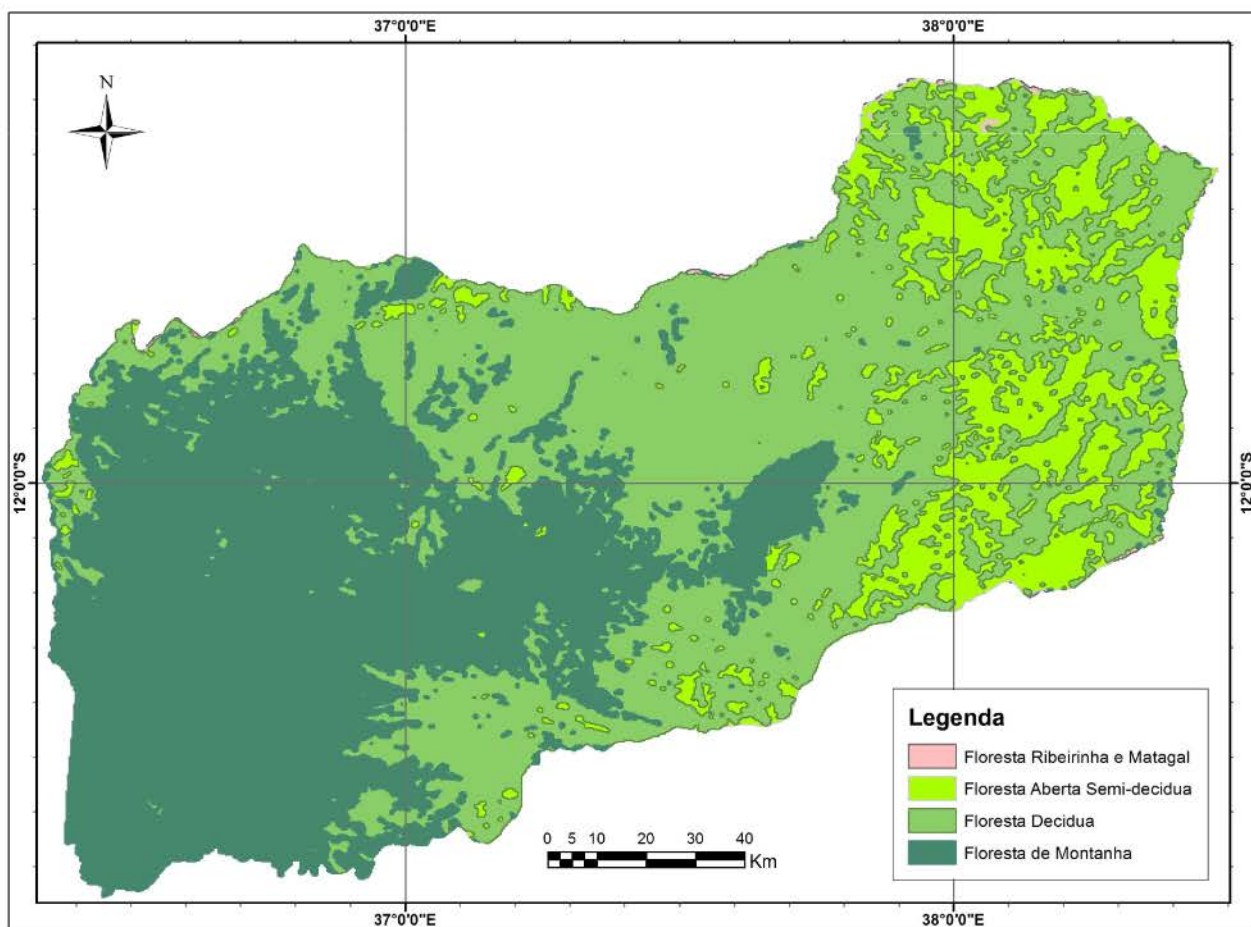 37°0'0"E
38°0'0"E
N
12°0'0"S
12°0'0"S
Legenda
Floresta Ribeirinha e Matagal
Floresta Aberta Semi-decidua
Floresta Decidua
Floresta de Montanha
0 5 10 20 30 40
Km
37°0'0"E
38°0'0"E